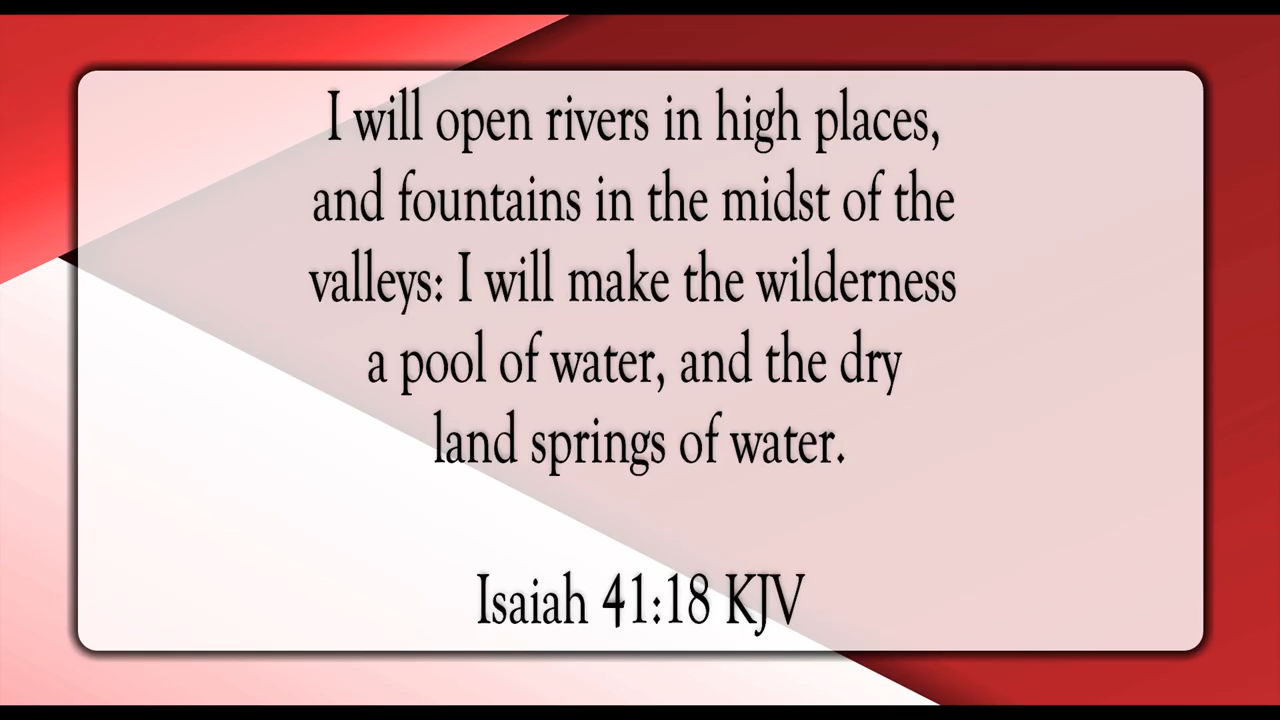 I will open rivers in high places,
and fountains in the midst of the
valleys: I will make the wilderness
a pool of water, and the dry
land springs of water.
Isaiah 41:18 KJV